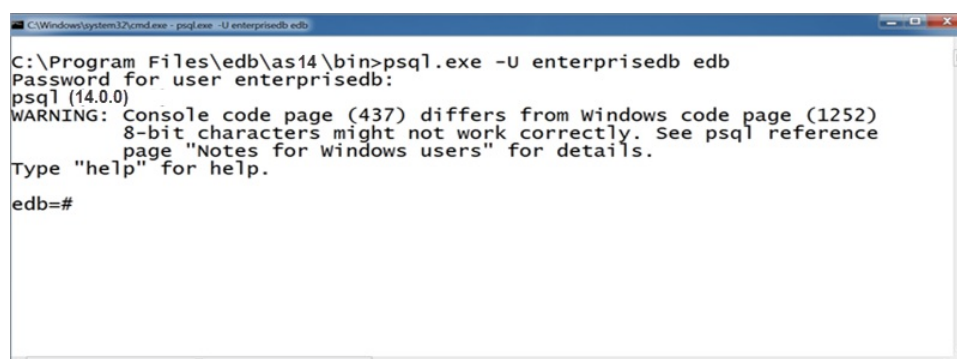 C:\Windows\system32\cmd.exe - psql.exe -U enterprisedb edb
C:\Program Files\edb\as14\bin>psql.exe -U enterprisedb edb
Password for user enterprisedb:
psql (14.0.0)
WARNING: Console code page (437) differs from Windows code page (1252)
8-bit characters might not work correctly. See psql reference
page "Notes for Windows users" for details.
Type "help" for help.
edb=#